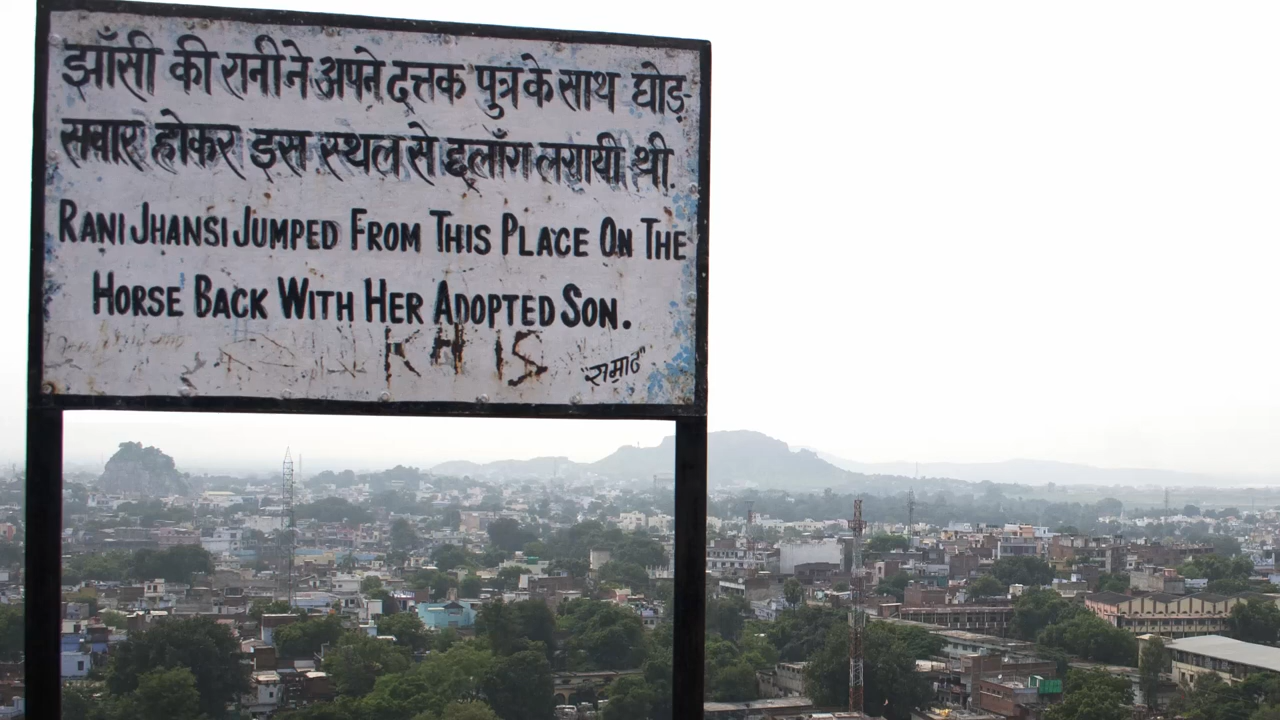 झाँसी की रानी ने अपने दत्तक पुत्र के साथ घोड़-
सवार होकर इस स्थल से छलाँग लगायी थी.
RANI JHANSI JUMPED FROM THIS PLACE ON THE
HORSE BACK WITH HER ADOPTED SON.